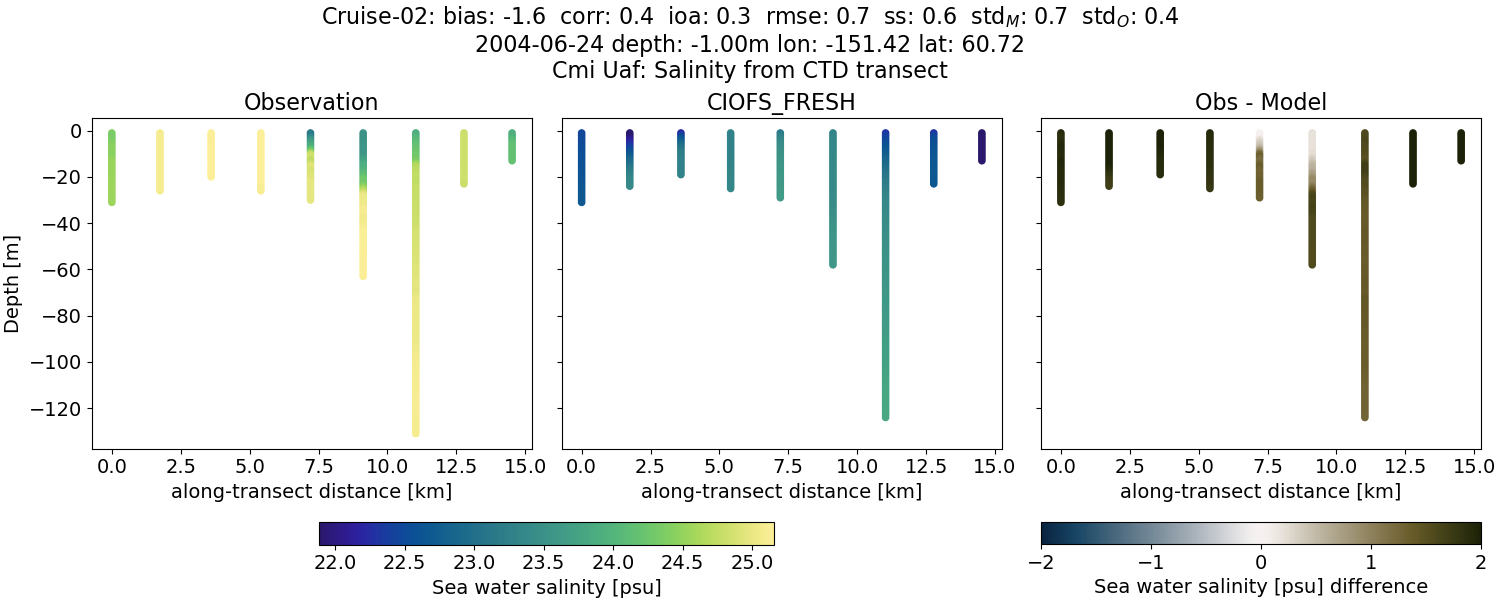 Cruise-02: bias: -1.6 corr: 0.4 ioa: 0.3 rmse: 0.7 ss: 0.6 std_M: 0.7 std_O: 0.4
2004-06-24 depth: -1.00m lon: -151.42 lat: 60.72
Cmi Uaf: Salinity from CTD transect
Observation
CIOFS_FRESH
Obs - Model
Depth [m]
0
−20
−40
−60
−80
−100
−120
0.0 2.5 5.0 7.5 10.0 12.5 15.0
along-transect distance [km]
0.0 2.5 5.0 7.5 10.0 12.5 15.0
along-transect distance [km]
0.0 2.5 5.0 7.5 10.0 12.5 15.0
along-transect distance [km]
22.0 22.5 23.0 23.5 24.0 24.5 25.0
Sea water salinity [psu]
−2 −1 0 1 2
Sea water salinity [psu] difference